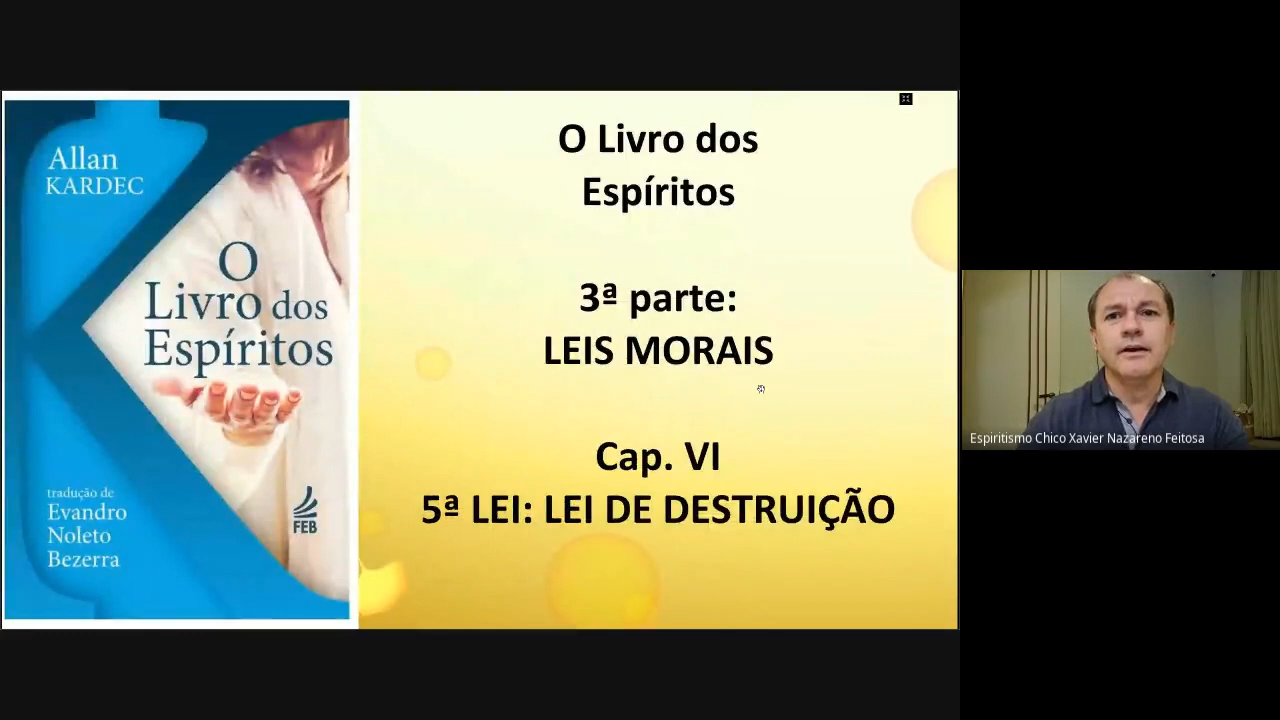 Allan
KARDEC
O
Livro dos
Espíritos
tradução de
Evandro
Noleto
Bezerra
FEB
O Livro dos
Espíritos
3ª parte:
LEIS MORAIS
Cap. VI
5ª LEI: LEI DE DESTRUIÇÃO
Espiritismo Chico Xavier Nazareno Feitosa